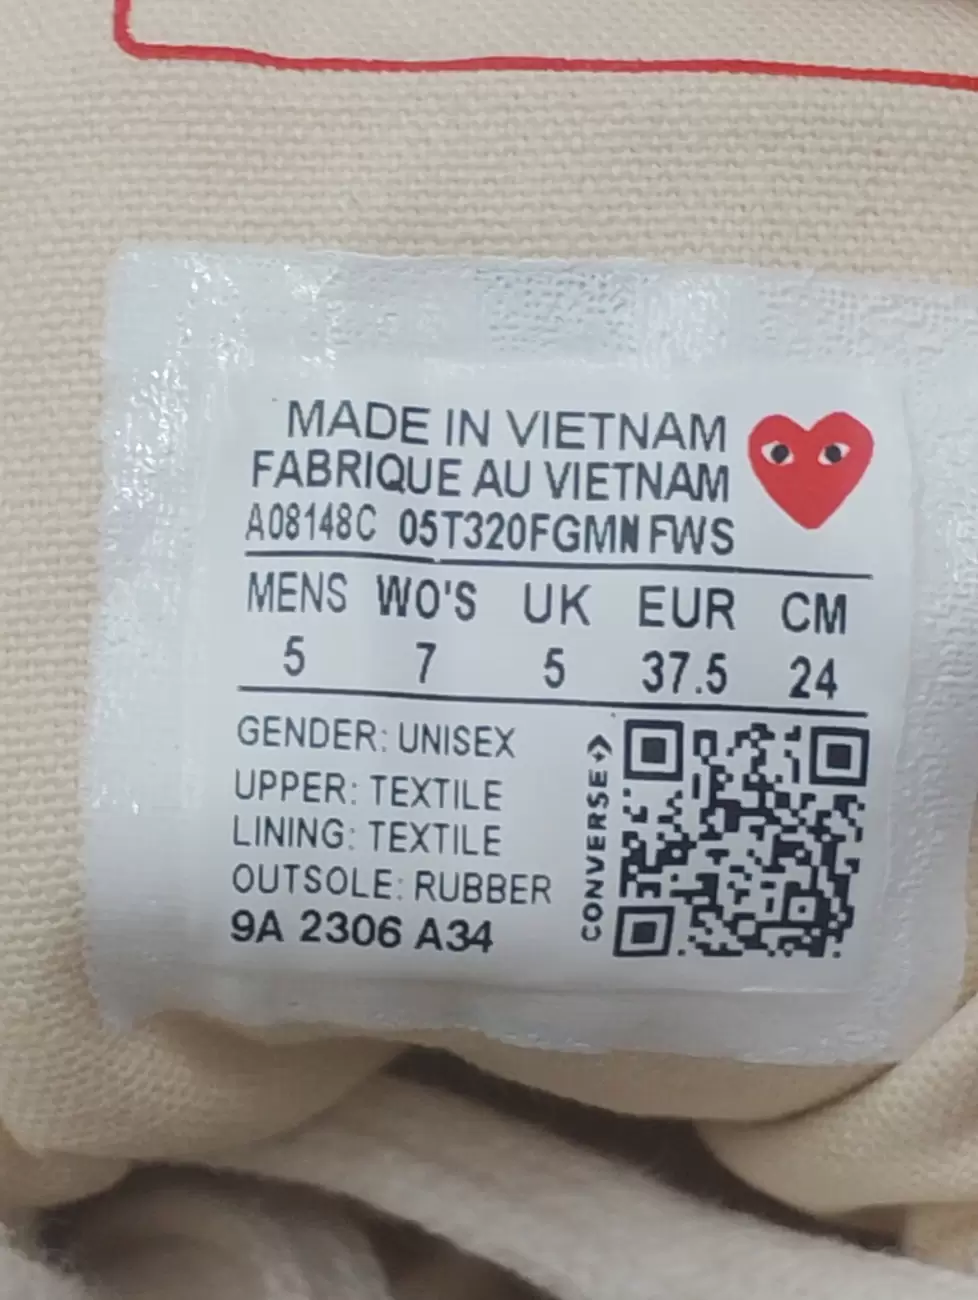 MADE IN VIETNAM
FABRIQUE AU VIETNAM
A08148C 05T320FGMN FWS
MENS WO'S UK EUR CM
5 7 5 37.5 24
GENDER: UNISEX
UPPER: TEXTILE
LINING: TEXTILE
OUTSOLE: RUBBER
9A 2306 A34
CONVERSE